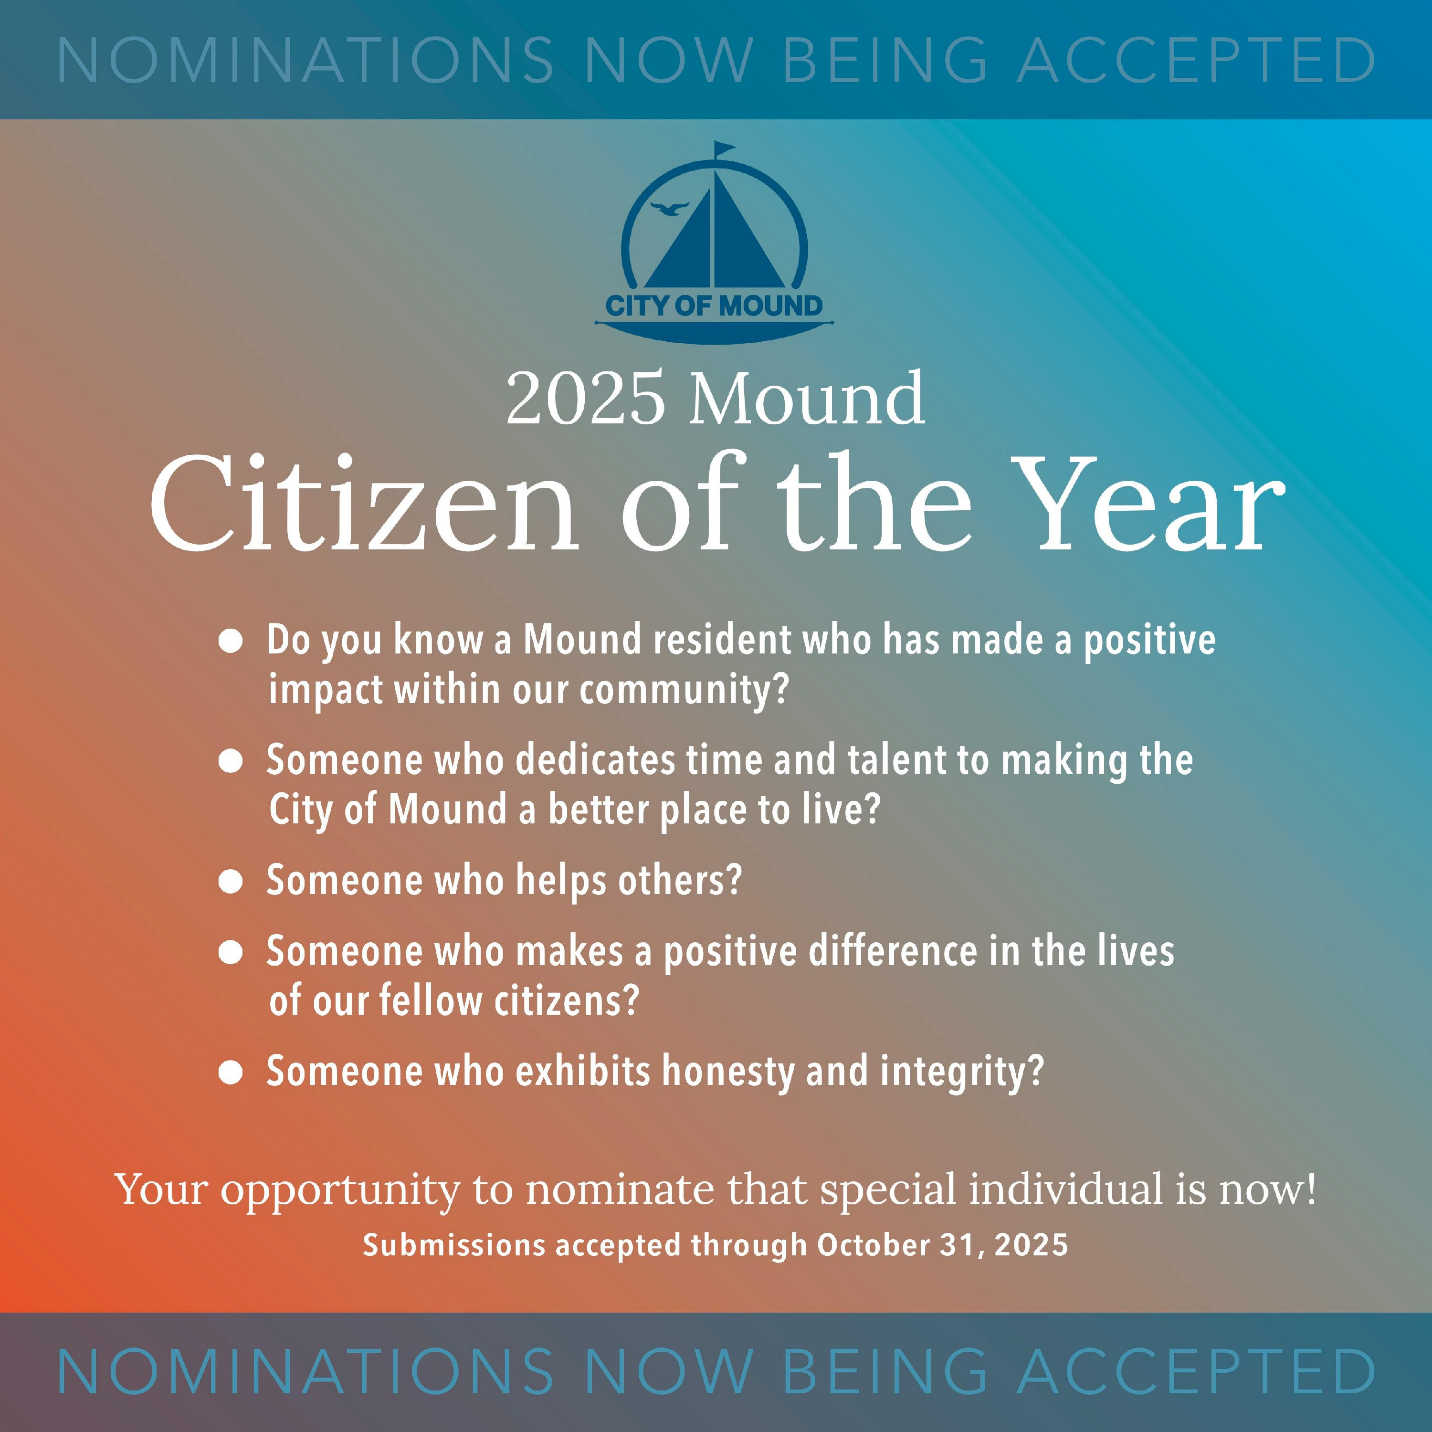 NOMINATIONS NOW BEING ACCEPTED
CITY OF MOUND
2025 Mound
Citizen of the Year
● Do you know a Mound resident who has made a positive
impact within our community?
● Someone who dedicates time and talent to making the
City of Mound a better place to live?
● Someone who helps others?
● Someone who makes a positive difference in the lives
of our fellow citizens?
● Someone who exhibits honesty and integrity?
Your opportunity to nominate that special individual is now!
Submissions accepted through October 31, 2025
NOMINATIONS NOW BEING ACCEPTED